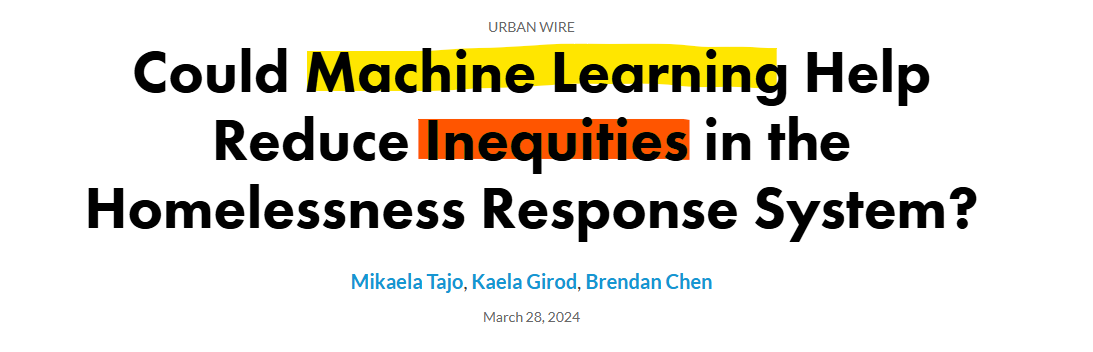 URBAN WIRE
Could Machine Learning Help
Reduce Inequities in the
Homelessness Response System?
Mikaela Tajo, Kaela Girod, Brendan Chen
March 28, 2024